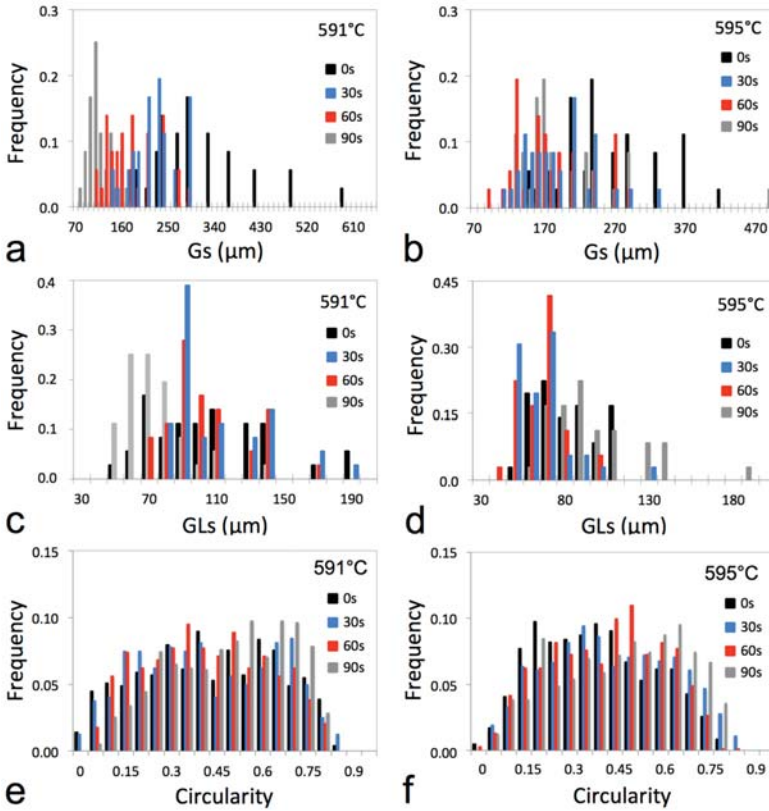 591°C
0s
30s
60s
90s
Frequency
0.3
0.2
0.1
0.0
70 160 250 340 430 520 610
Gs (µm)
a
595°C
0s
30s
60s
90s
Frequency
0.3
0.2
0.1
0.0
70 170 270 370 470
Gs (µm)
b
591°C
0s
30s
60s
90s
Frequency
0.4
0.3
0.2
0.1
0.0
30 70 110 150 190
GLs (µm)
c
595°C
0s
30s
60s
90s
Frequency
0.45
0.30
0.15
0.00
30 80 130 180
GLs (µm)
d
591°C
0s
30s
60s
90s
Frequency
0.15
0.10
0.05
0.00
0 0.15 0.3 0.45 0.6 0.75 0.9
Circularity
e
595°C
0s
30s
60s
90s
Frequency
0.15
0.10
0.05
0.00
0 0.15 0.3 0.45 0.6 0.75 0.9
Circularity
f